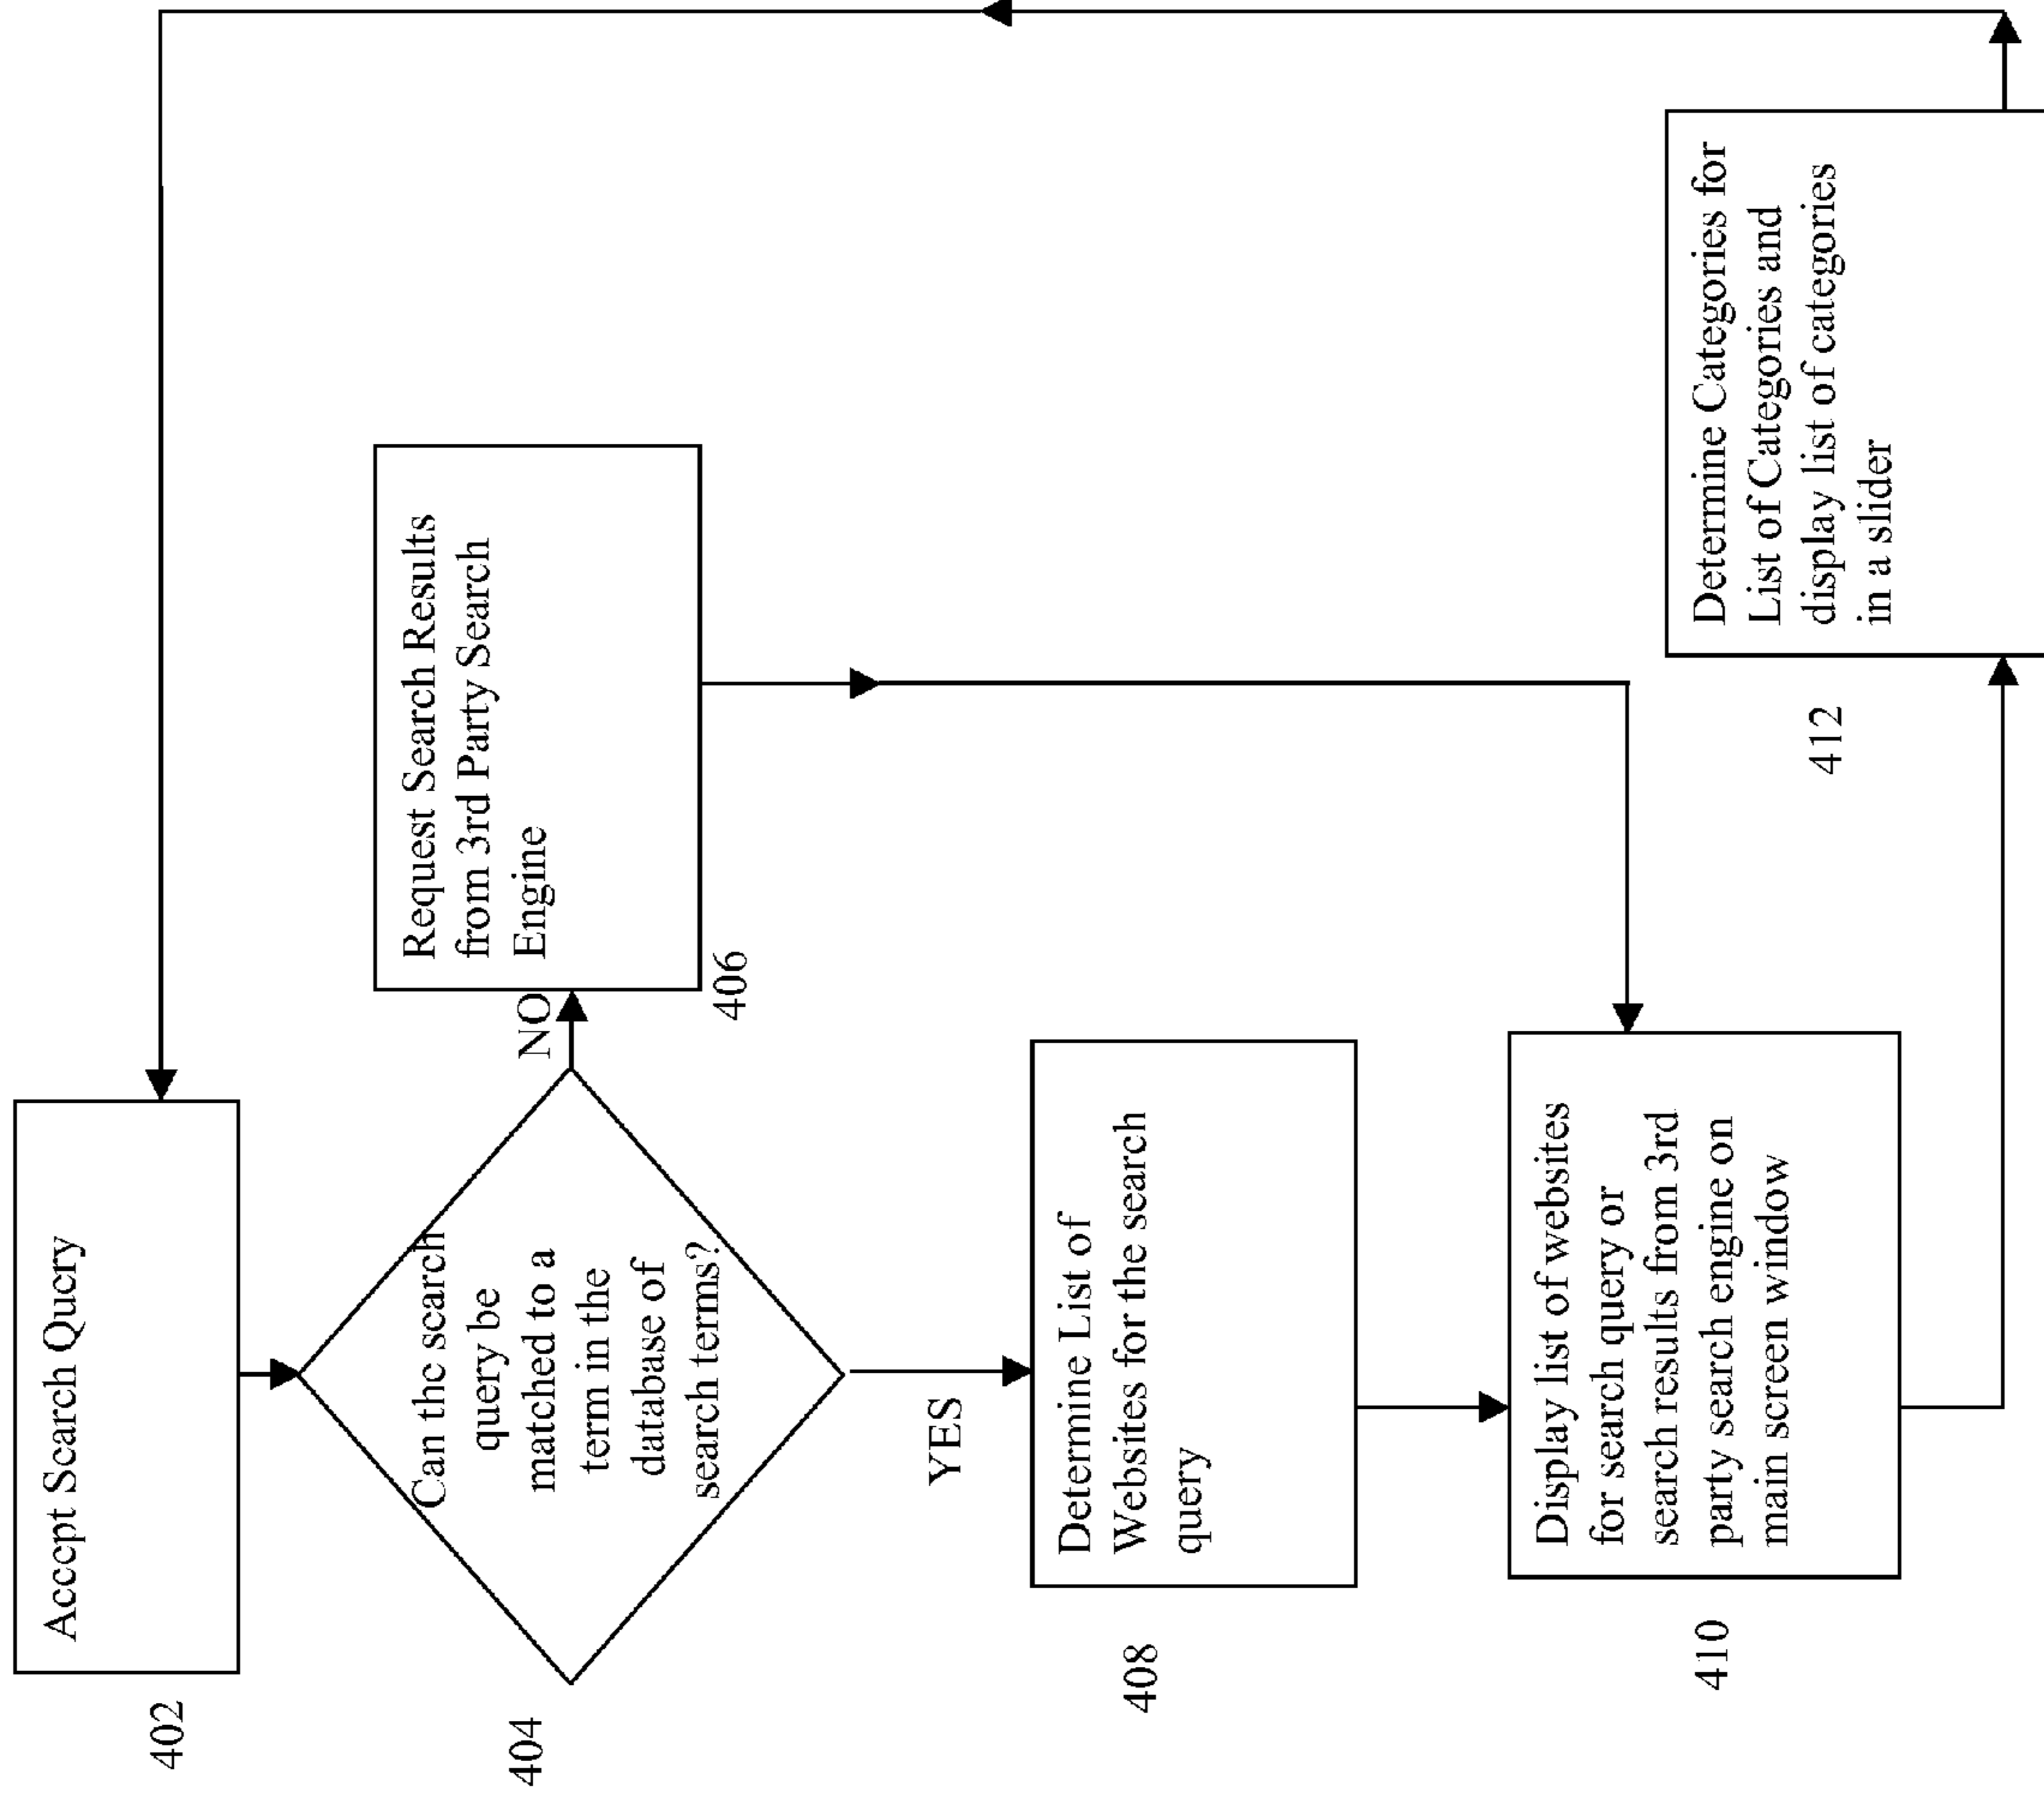 Accept Search Query
402
Can the search
query be
matched to a
term in the
database of
search terms?
404
NO
Request Search Results
from 3rd Party Search
Engine
406
YES
Determine List of
Websites for the search
query
408
Display list of websites
for search query or
search results from 3rd
party search engine on
main screen window
410
Determine Categories for
List of Categories and
display list of categories
in a slider
412